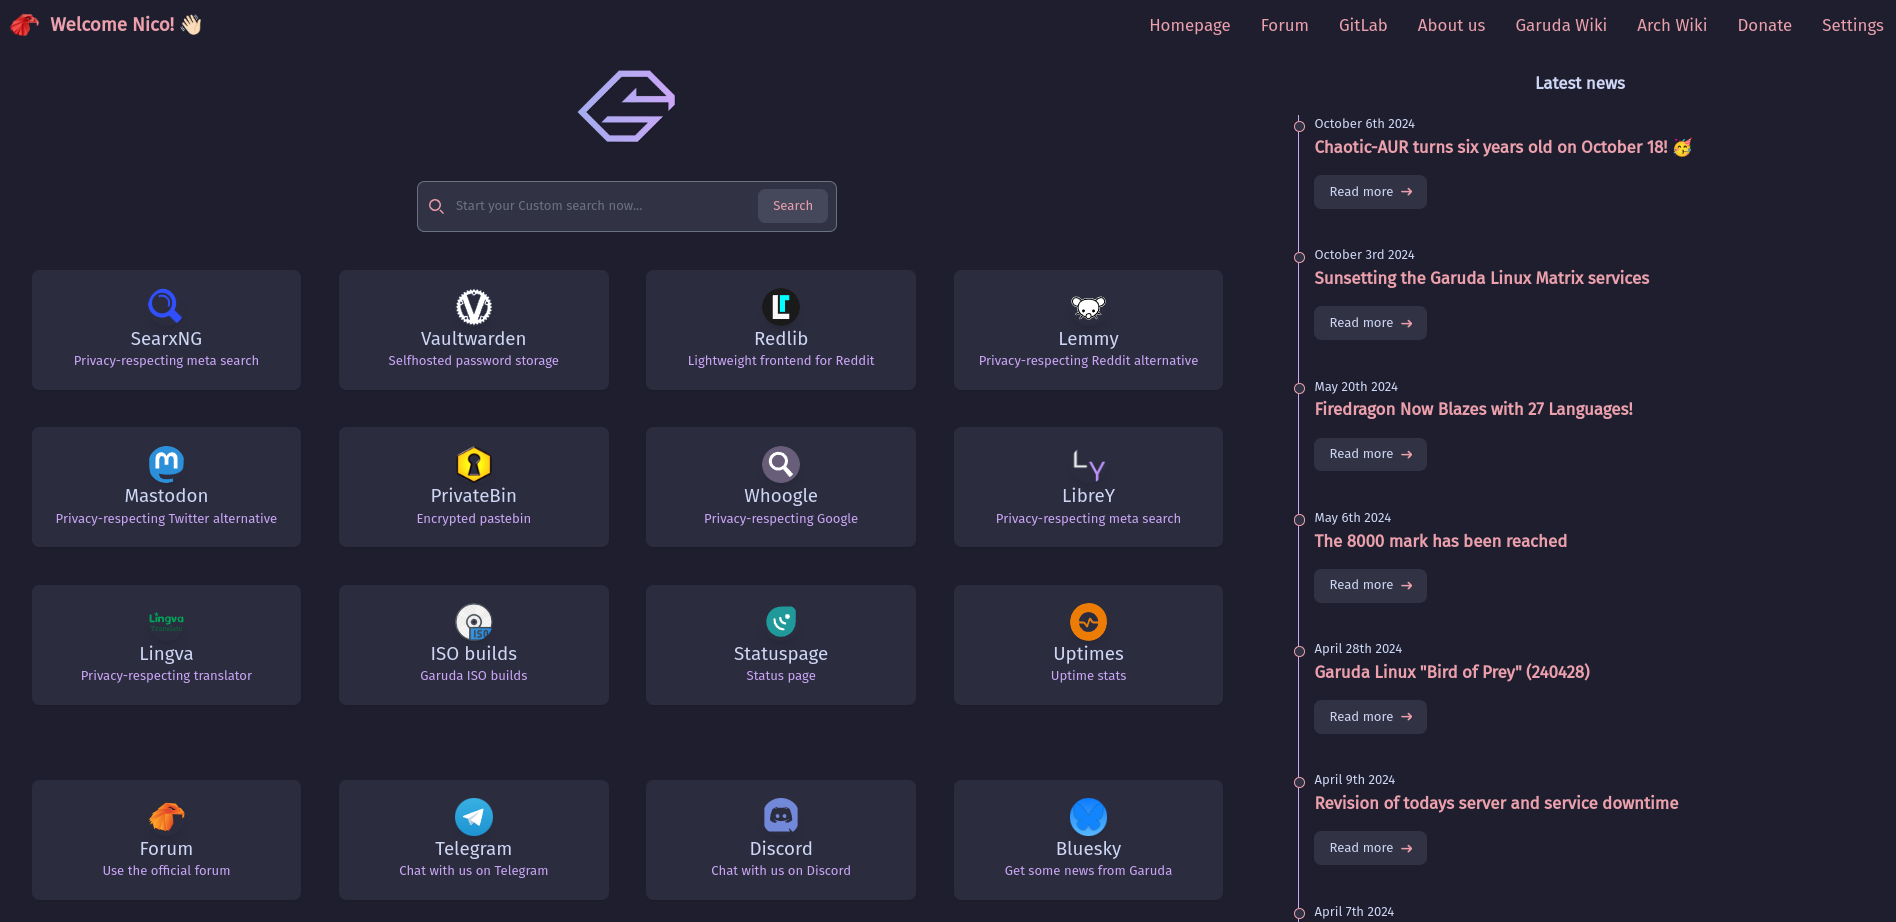 Welcome Nico! 👋🏻
Homepage
Forum
GitLab
About us
Garuda Wiki
Arch Wiki
Donate
Settings
Start your Custom search now...
Search
SearxNG
Privacy-respecting meta search
Vaultwarden
Selfhosted password storage
Redlib
Lightweight frontend for Reddit
Lemmy
Privacy-respecting Reddit alternative
Mastodon
Privacy-respecting Twitter alternative
PrivateBin
Encrypted pastebin
Whoogle
Privacy-respecting Google
LY
LibreY
Privacy-respecting meta search
Lingva
Translate
Lingva
Privacy-respecting translator
ISO
ISO builds
Garuda ISO builds
Statuspage
Status page
Uptimes
Uptime stats
Forum
Use the official forum
Telegram
Chat with us on Telegram
Discord
Chat with us on Discord
Bluesky
Get some news from Garuda
Latest news
October 6th 2024
Chaotic-AUR turns six years old on October 18! 🥳
Read more →
October 3rd 2024
Sunsetting the Garuda Linux Matrix services
Read more →
May 20th 2024
Firedragon Now Blazes with 27 Languages!
Read more →
May 6th 2024
The 8000 mark has been reached
Read more →
April 28th 2024
Garuda Linux "Bird of Prey" (240428)
Read more →
April 9th 2024
Revision of todays server and service downtime
Read more →
April 7th 2024